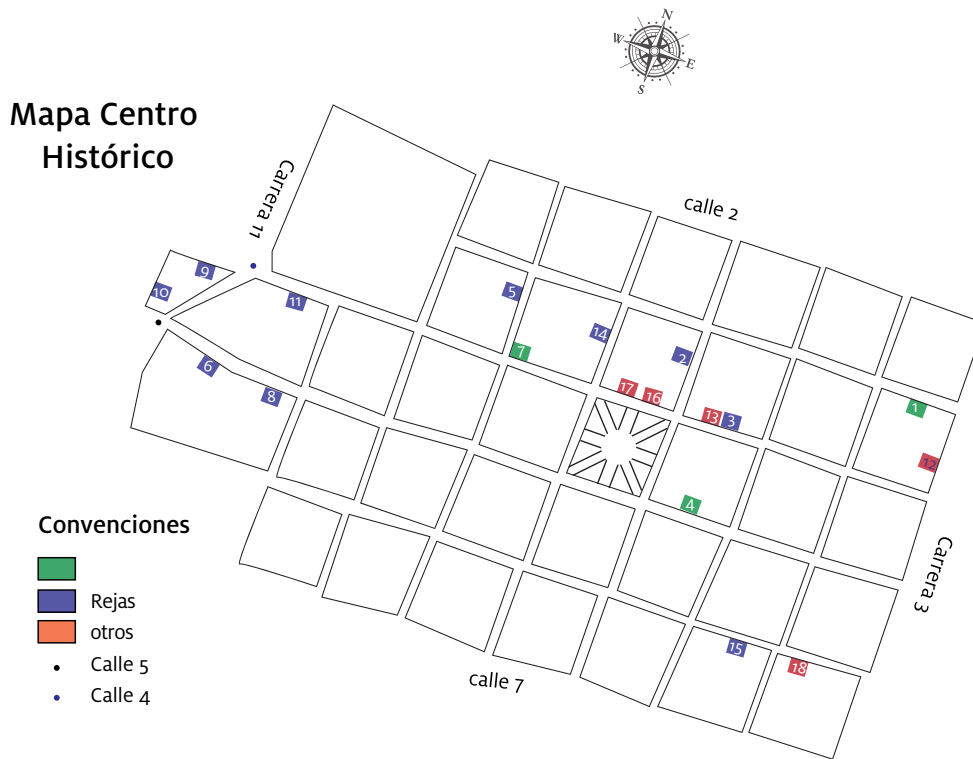 N
W
E
S
Mapa Centro
Histórico
Carrera 11
calle 2
9
10
11
5
14
2
7
17
16
13
3
1
12
6
8
4
Convenciones
Rejas
otros
Calle 5
Calle 4
Carrera 3
15
18
calle 7